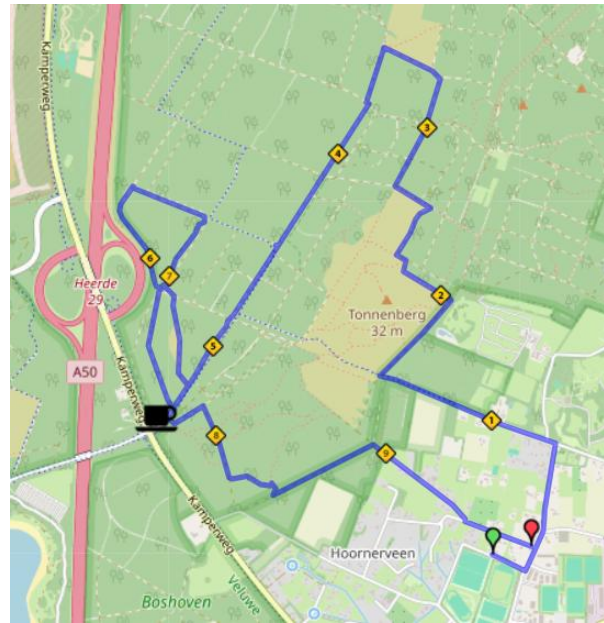 Kamperweg
3
4
6
7
Heerde
29
2
Tonnenberg
32 m
5
A50
Kamperweg
1
8
9
Kamperweg
Hoornerveen
Veluwe
Boshoven